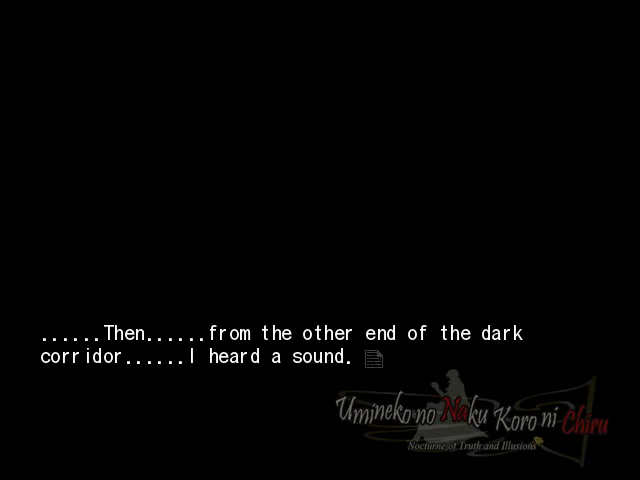 ......Then......from the other end of the dark
corridor......I heard a sound.
Umineko no Naku Koro ni Chiru
Nocturne of Truth and Illusions